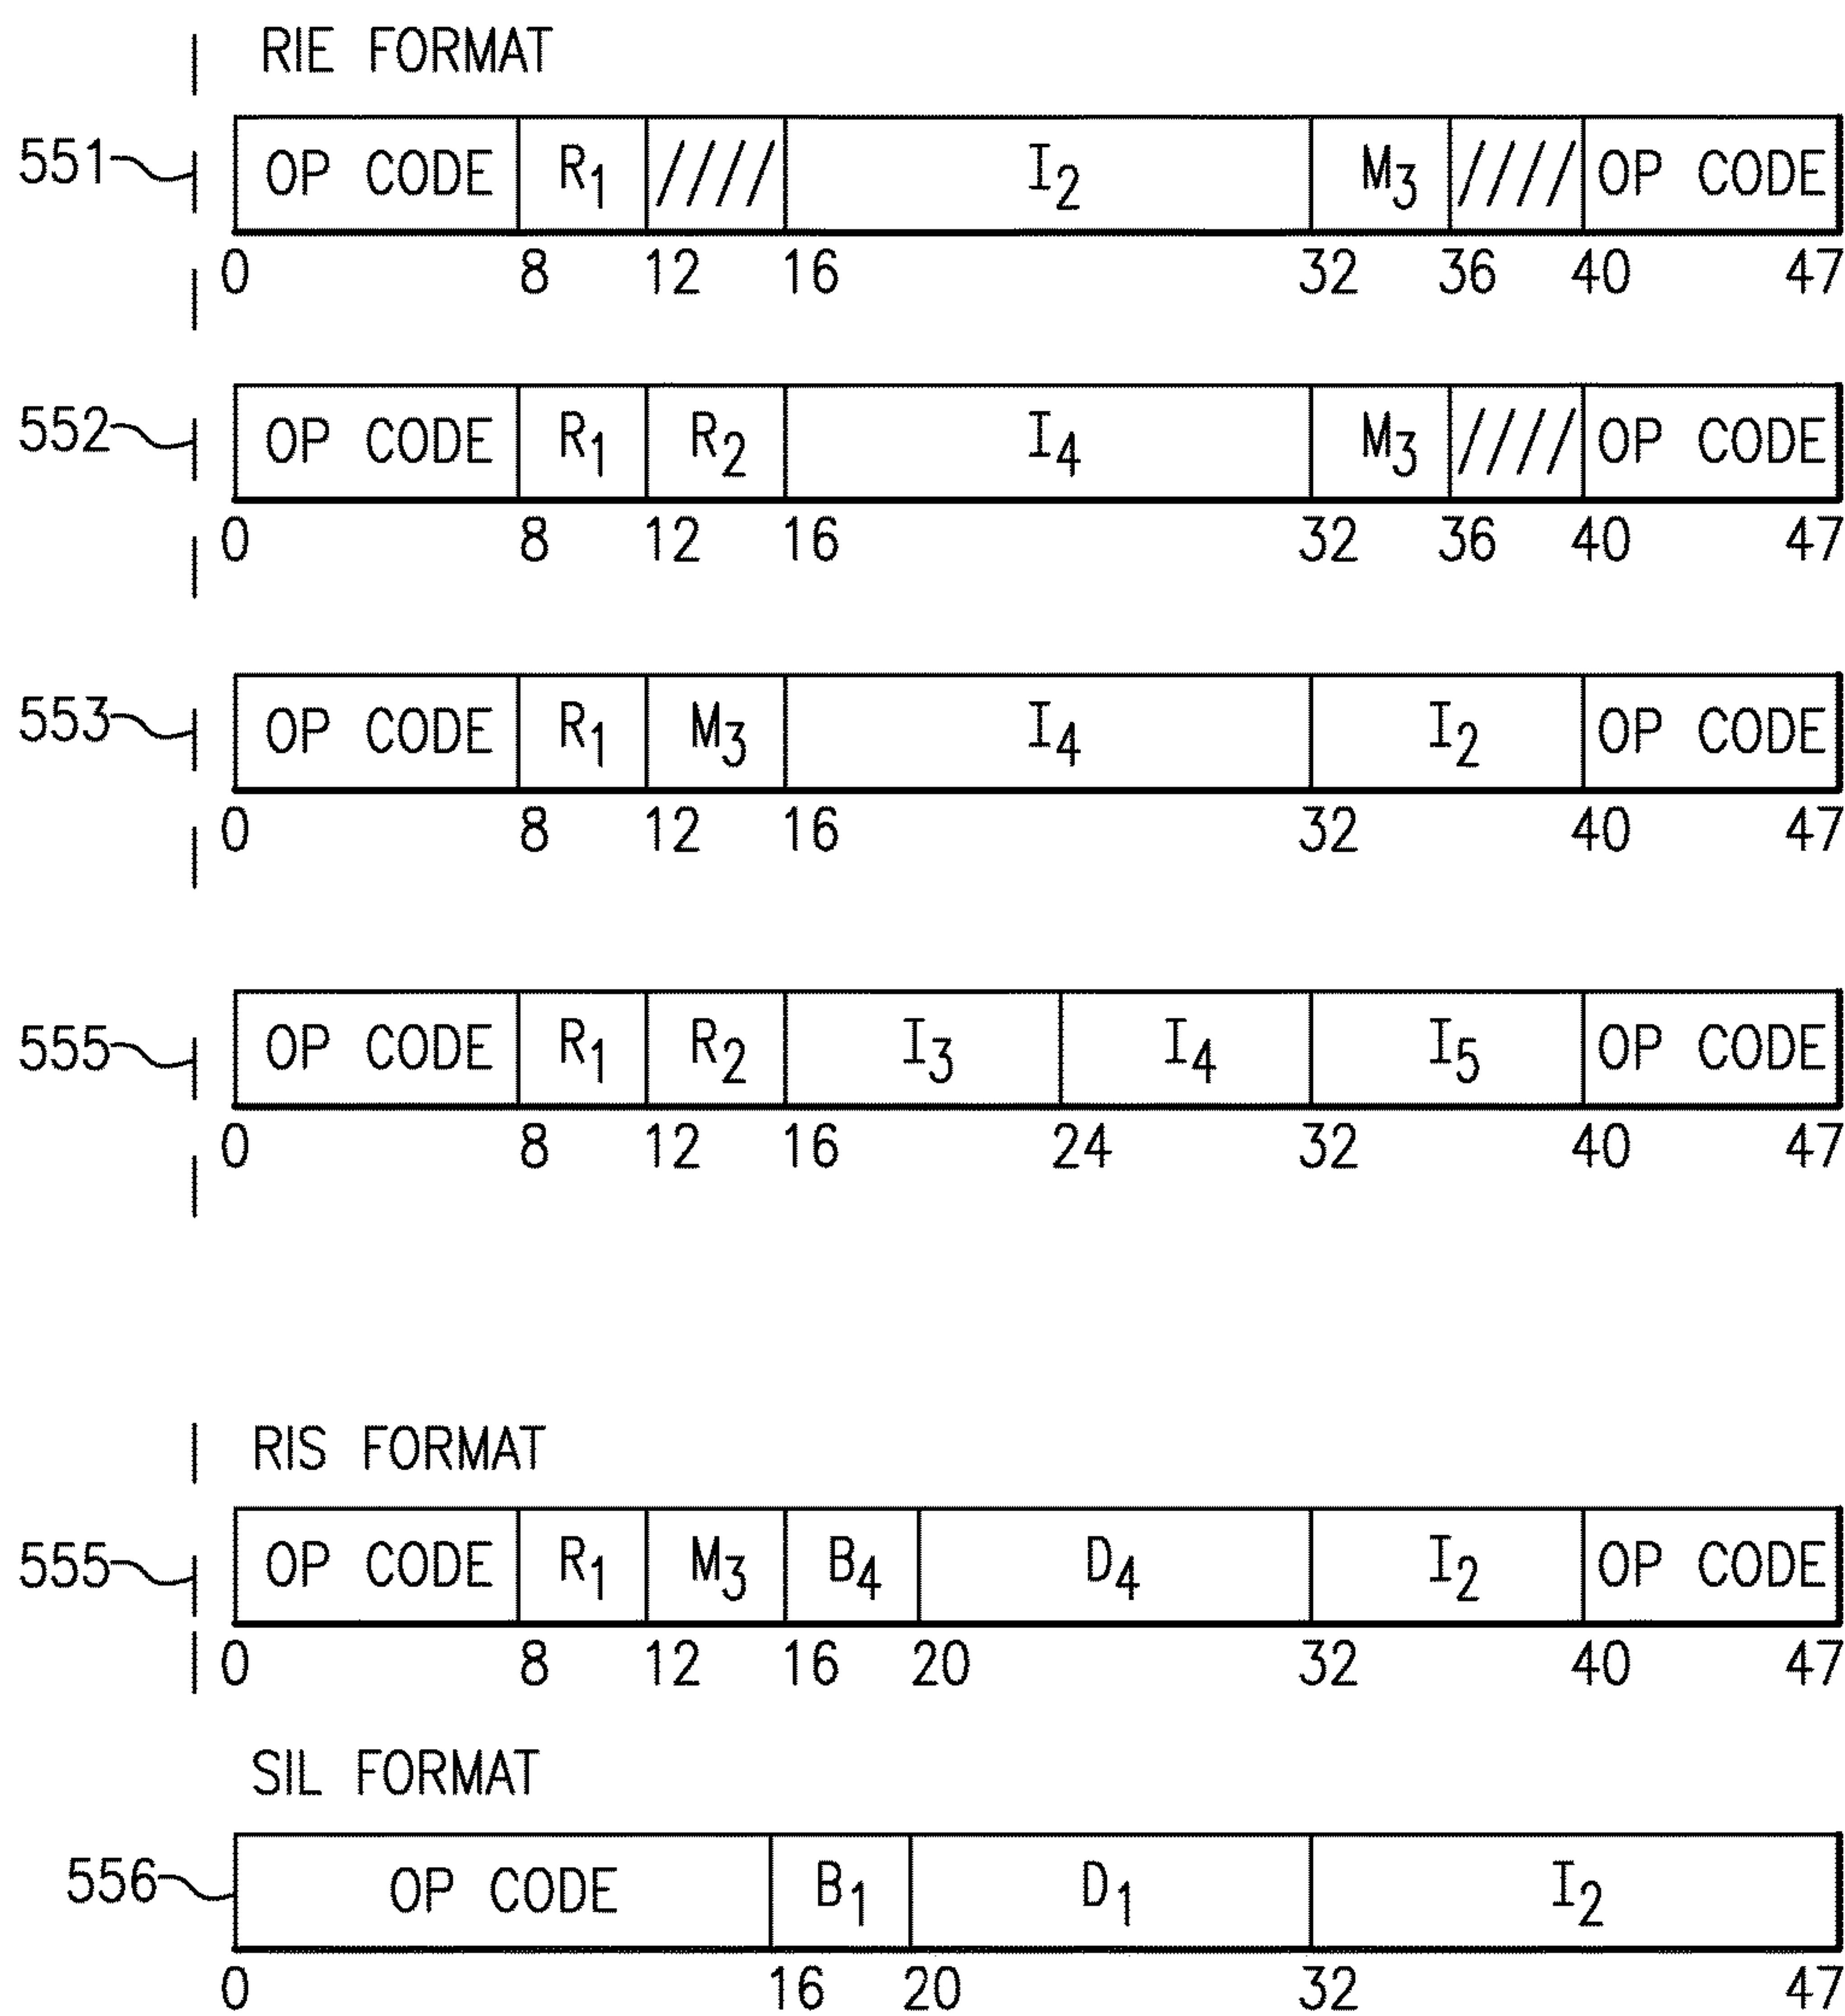 RIE FORMAT
551 OP CODE R1 //// I2 M3 //// OP CODE
0 8 12 16 32 36 40 47
552 OP CODE R1 R2 I4 M3 //// OP CODE
0 8 12 16 32 36 40 47
553 OP CODE R1 M3 I4 I2 OP CODE
0 8 12 16 32 40 47
555 OP CODE R1 R2 I3 I4 I5 OP CODE
0 8 12 16 24 32 40 47
RIS FORMAT
555 OP CODE R1 M3 B4 D4 I2 OP CODE
0 8 12 16 20 32 40 47
SIL FORMAT
556 OP CODE B1 D1 I2
0 16 20 32 47